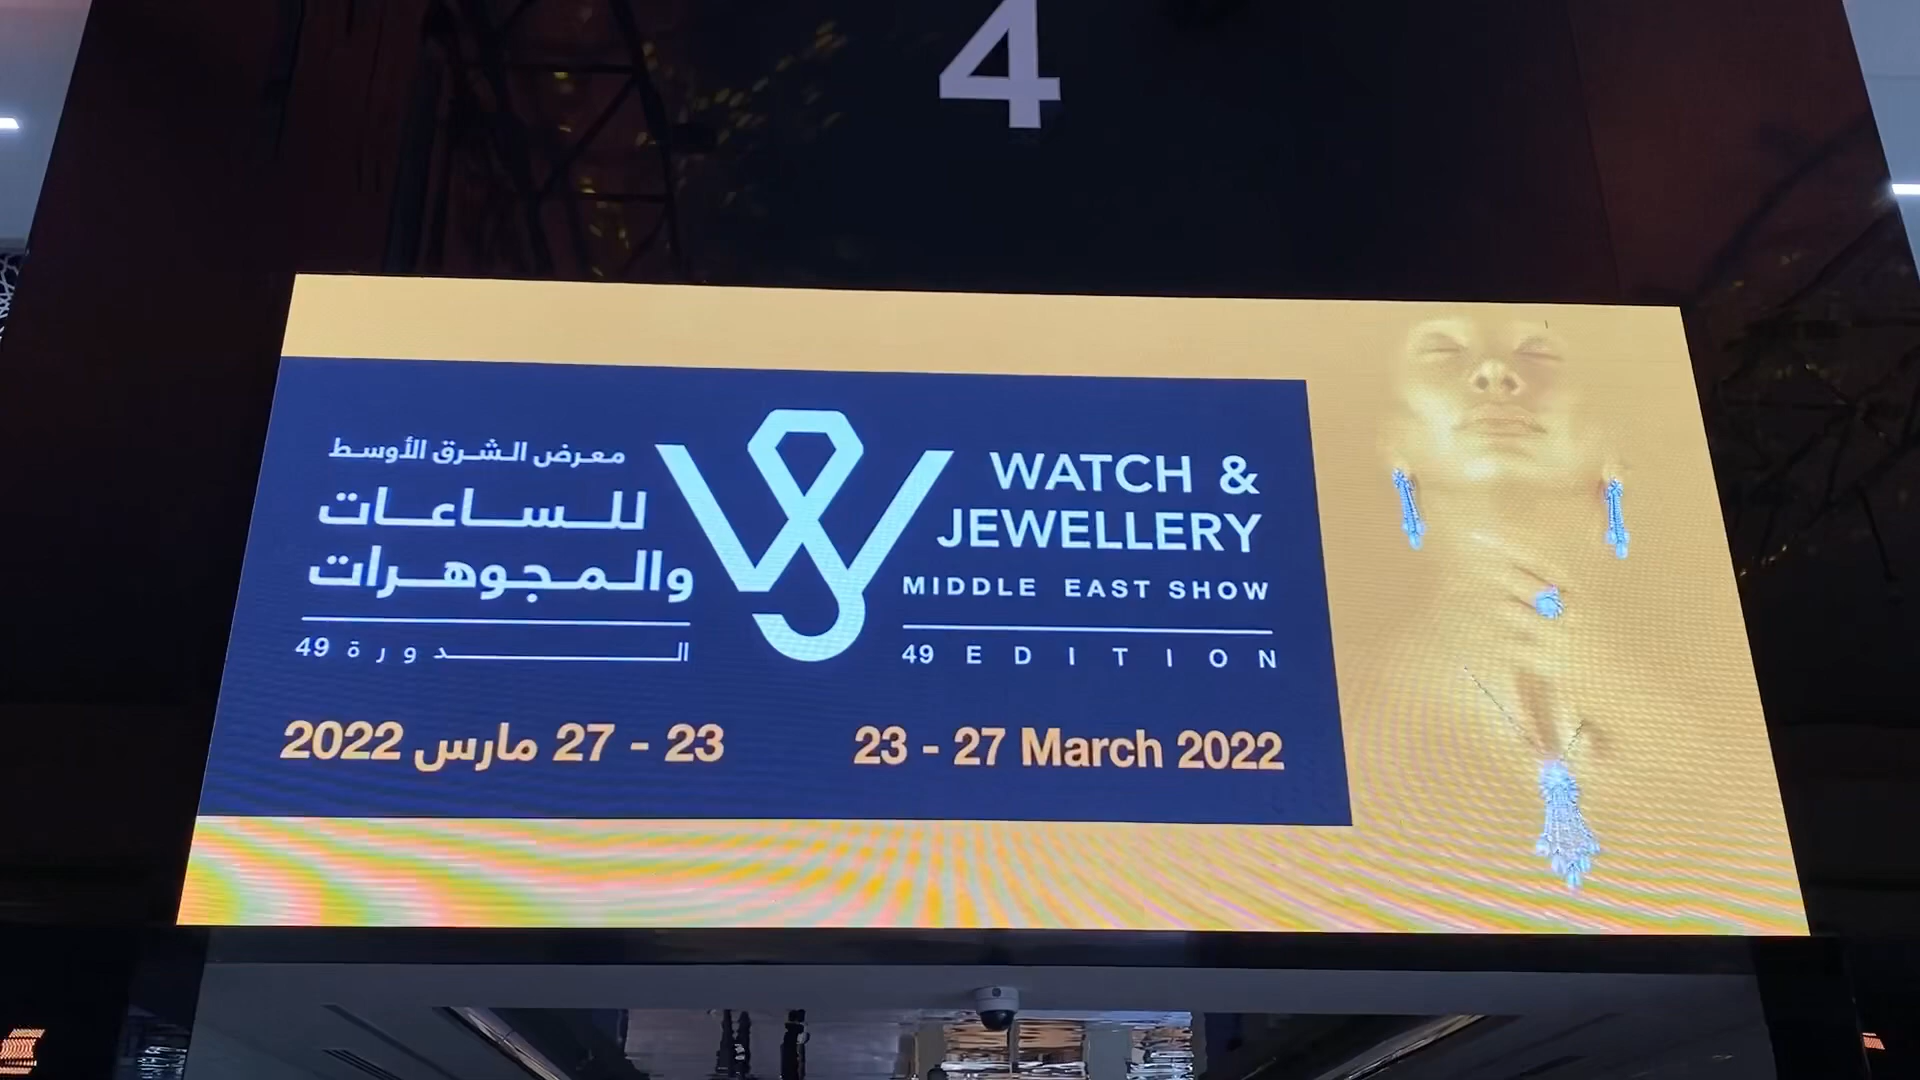 4
معرض الشرق الأوسط
للساعات
والمجوهرات
الدورة 49
23 - 27 مارس 2022
WATCH &
JEWELLERY
MIDDLE EAST SHOW
49 EDITION
23 - 27 March 2022